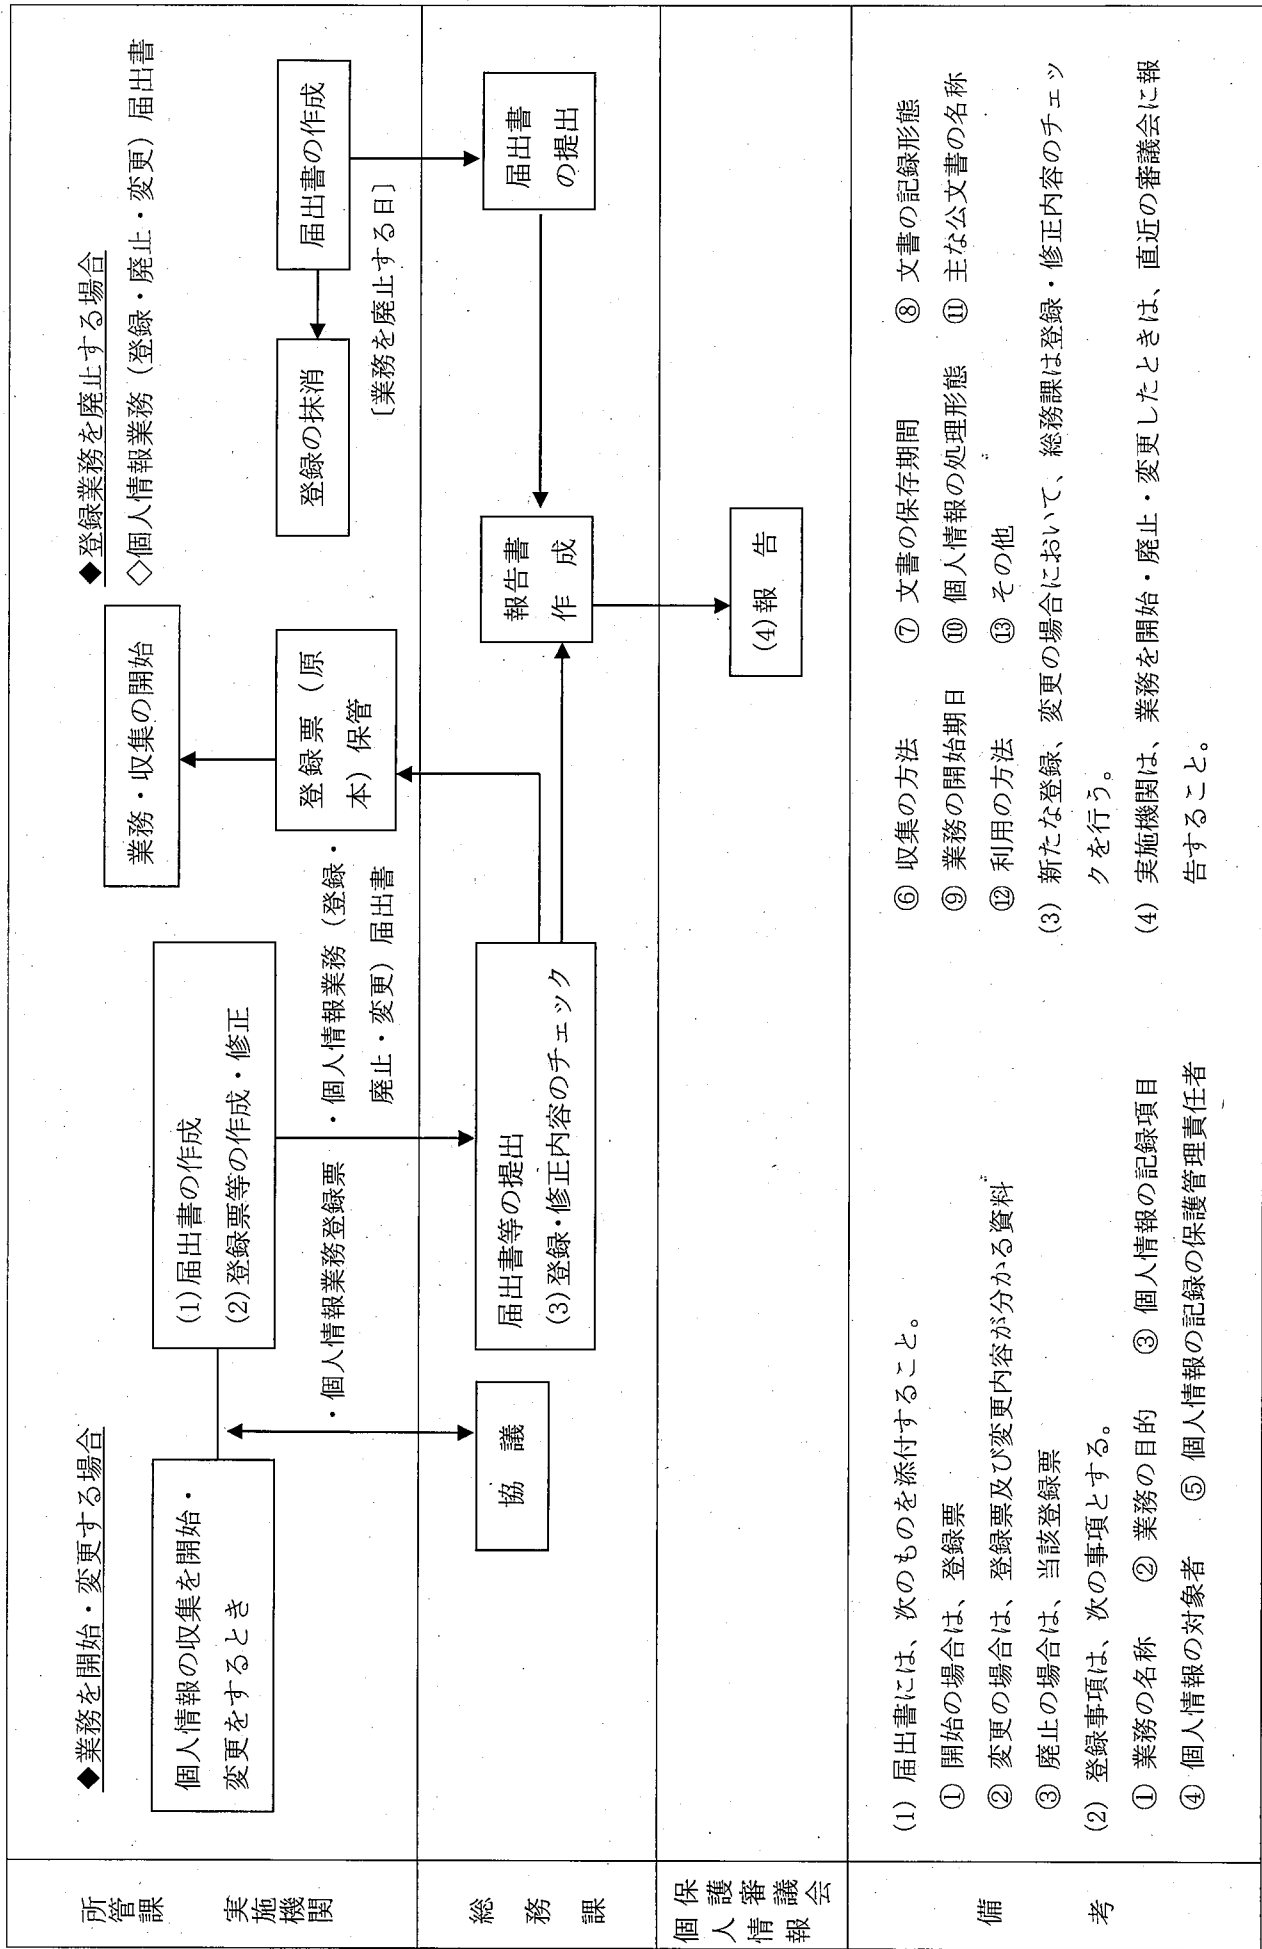 所管課 実施機関
◆業務を開始・変更する場合
個人情報の収集を開始・
変更をするとき
(1)届出書の作成
(2)登録票等の作成・修正
・個人情報業務登録票
・個人情報業務（登録・
廃止・変更）届出書
業務・収集の開始
登録票（原
本）保管
◆登録業務を廃止する場合
◇個人情報業務（登録・廃止・変更）届出書
登録の抹消
届出書の作成
〔業務を廃止する日〕
総務課
協 議
届出書等の提出
(3)登録・修正内容のチェック
報告書
作 成
届出書
の提出
個人情報
保護審議会
(4)報 告
備 考
(1) 届出書には、次のものを添付すること。
① 開始の場合は、登録票
② 変更の場合は、登録票及び変更内容が分かる資料
③ 廃止の場合は、当該登録票
(2) 登録事項は、次の事項とする。
① 業務の名称 ② 業務の目的 ③ 個人情報の記録項目
④ 個人情報の対象者 ⑤ 個人情報の記録の保護管理責任者
⑥ 収集の方法 ⑦ 文書の保存期間 ⑧ 文書の記録形態
⑨ 業務の開始期日 ⑩ 個人情報の処理形態 ⑪ 主な公文書の名称
⑫ 利用の方法 ⑬ その他
(3) 新たな登録、変更の場合において、総務課は登録・修正内容のチェッ
クを行う。
(4) 実施機関は、業務を開始・廃止・変更したときは、直近の審議会に報
告すること。